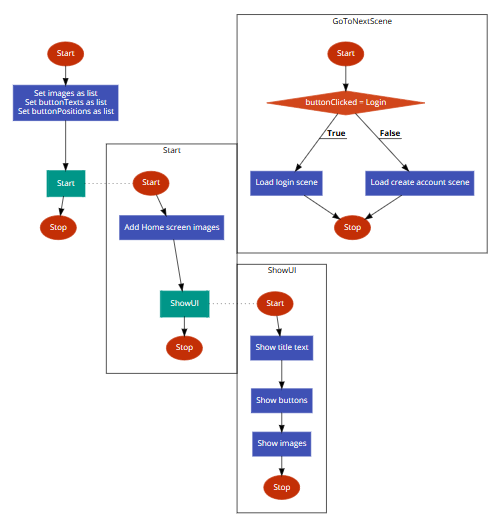 Start
Set images as list
Set buttonTexts as list
Set buttonPositions as list
Start
Stop
Start
Start
Add Home screen images
ShowUI
Stop
GoToNextScene
Start
buttonClicked = Login
True
False
Load login scene
Load create account scene
Stop
ShowUI
Start
Show title text
Show buttons
Show images
Stop